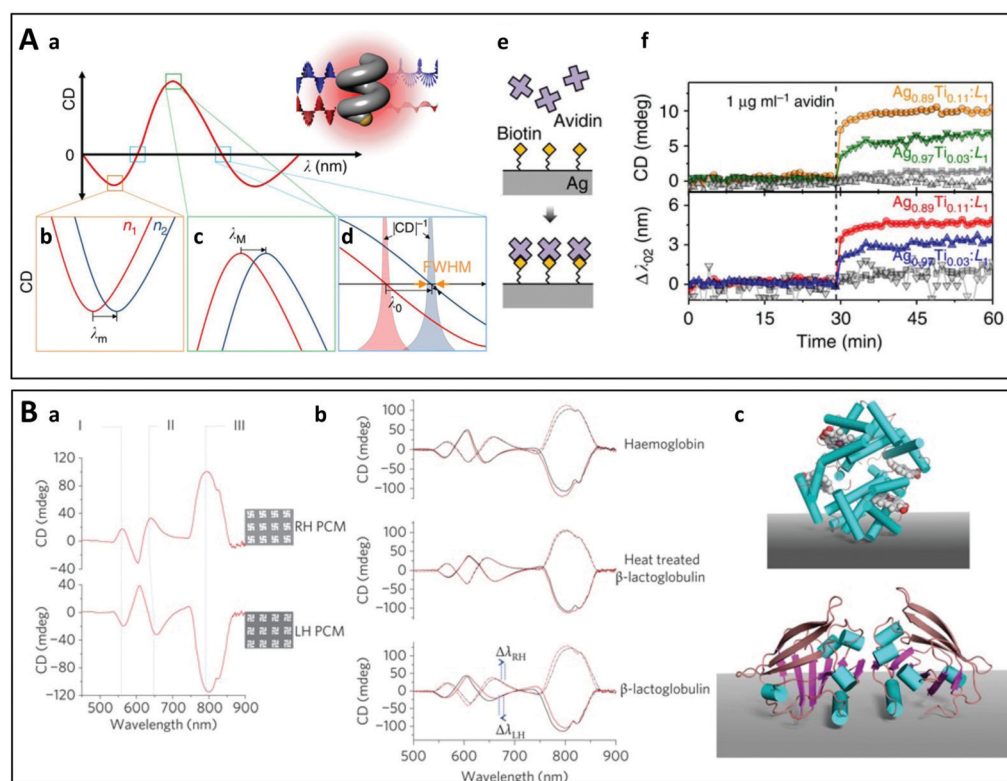 A
a
CD
0
λ (nm)
b
n1
n2
λm
CD
c
λM
d
|CD|⁻¹
FWHM
λ0
e
Biotin
Avidin
Ag
f
1 μg ml⁻¹ avidin
CD (mdeg)
10
5
0
Ag0.89Ti0.11:L1
Ag0.97Ti0.03:L1
Δλ02 (nm)
6
3
0
Ag0.89Ti0.11:L1
Ag0.97Ti0.03:L1
0 15 30 45 60
Time (min)
B
a
I II III
CD (mdeg)
120
80
40
0
−40
RH PCM
CD (mdeg)
40
0
−40
−80
−120
LH PCM
500 600 700 800 900
Wavelength (nm)
b
CD (mdeg)
100
50
0
−50
−100
Haemoglobin
CD (mdeg)
100
50
0
−50
−100
Heat treated
β-lactoglobulin
CD (mdeg)
100
50
0
−50
−100
ΔλRH
ΔλLH
β-lactoglobulin
500 600 700 800 900
Wavelength (nm)
c